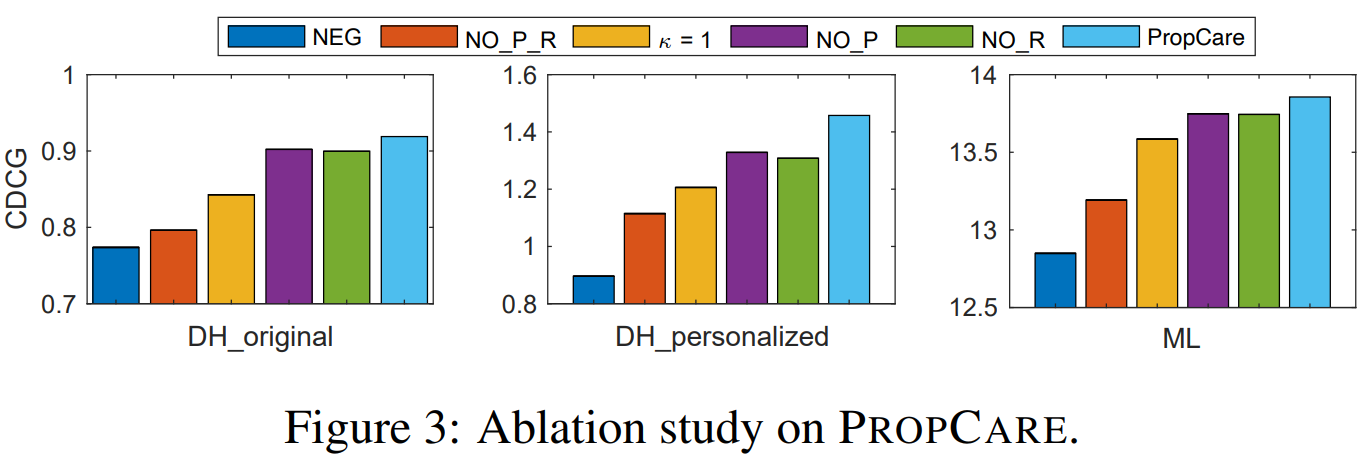 NEG NO_P_R κ = 1 NO_P NO_R PropCare
CDCG
1
0.9
0.8
0.7
DH_original
1.6
1.4
1.2
1
0.8
DH_personalized
14
13.5
13
12.5
ML
Figure 3: Ablation study on PROPCARE.